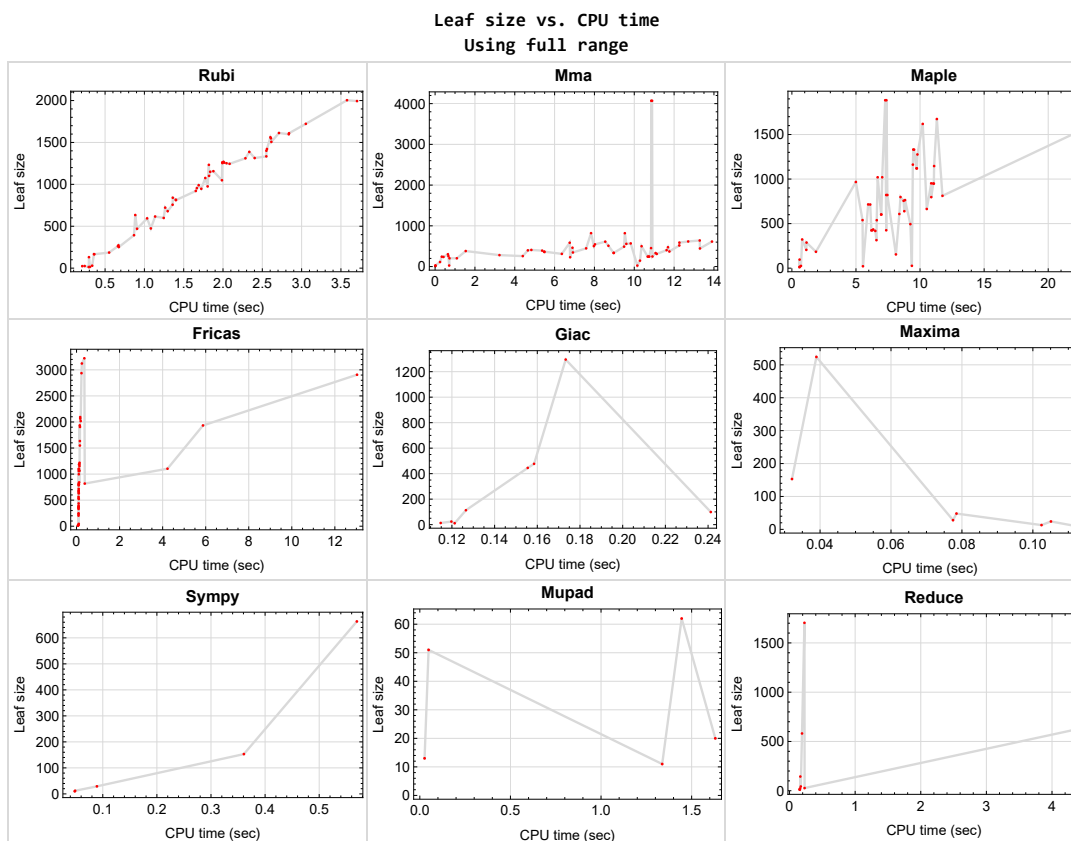 Leaf size vs. CPU time
Using full range
Rubi
Leaf size
2000
1500
1000
500
0
0.0 0.5 1.0 1.5 2.0 2.5 3.0 3.5
CPU time (sec)
Mma
Leaf size
4000
3000
2000
1000
0
0 2 4 6 8 10 12 14
CPU time (sec)
Maple
Leaf size
1500
1000
500
0
0 5 10 15 20
CPU time (sec)
Fricas
Leaf size
3000
2500
2000
1500
1000
500
0
0 2 4 6 8 10 12
CPU time (sec)
Giac
Leaf size
1200
1000
800
600
400
200
0
0.12 0.14 0.16 0.18 0.20 0.22 0.24
CPU time (sec)
Maxima
Leaf size
500
400
300
200
100
0
0.04 0.06 0.08 0.10
CPU time (sec)
Sympy
Leaf size
600
500
400
300
200
100
0
0.1 0.2 0.3 0.4 0.5
CPU time (sec)
Mupad
Leaf size
60
50
40
30
20
10
0
0.0 0.5 1.0 1.5
CPU time (sec)
Reduce
Leaf size
1500
1000
500
0
0 1 2 3 4
CPU time (sec)